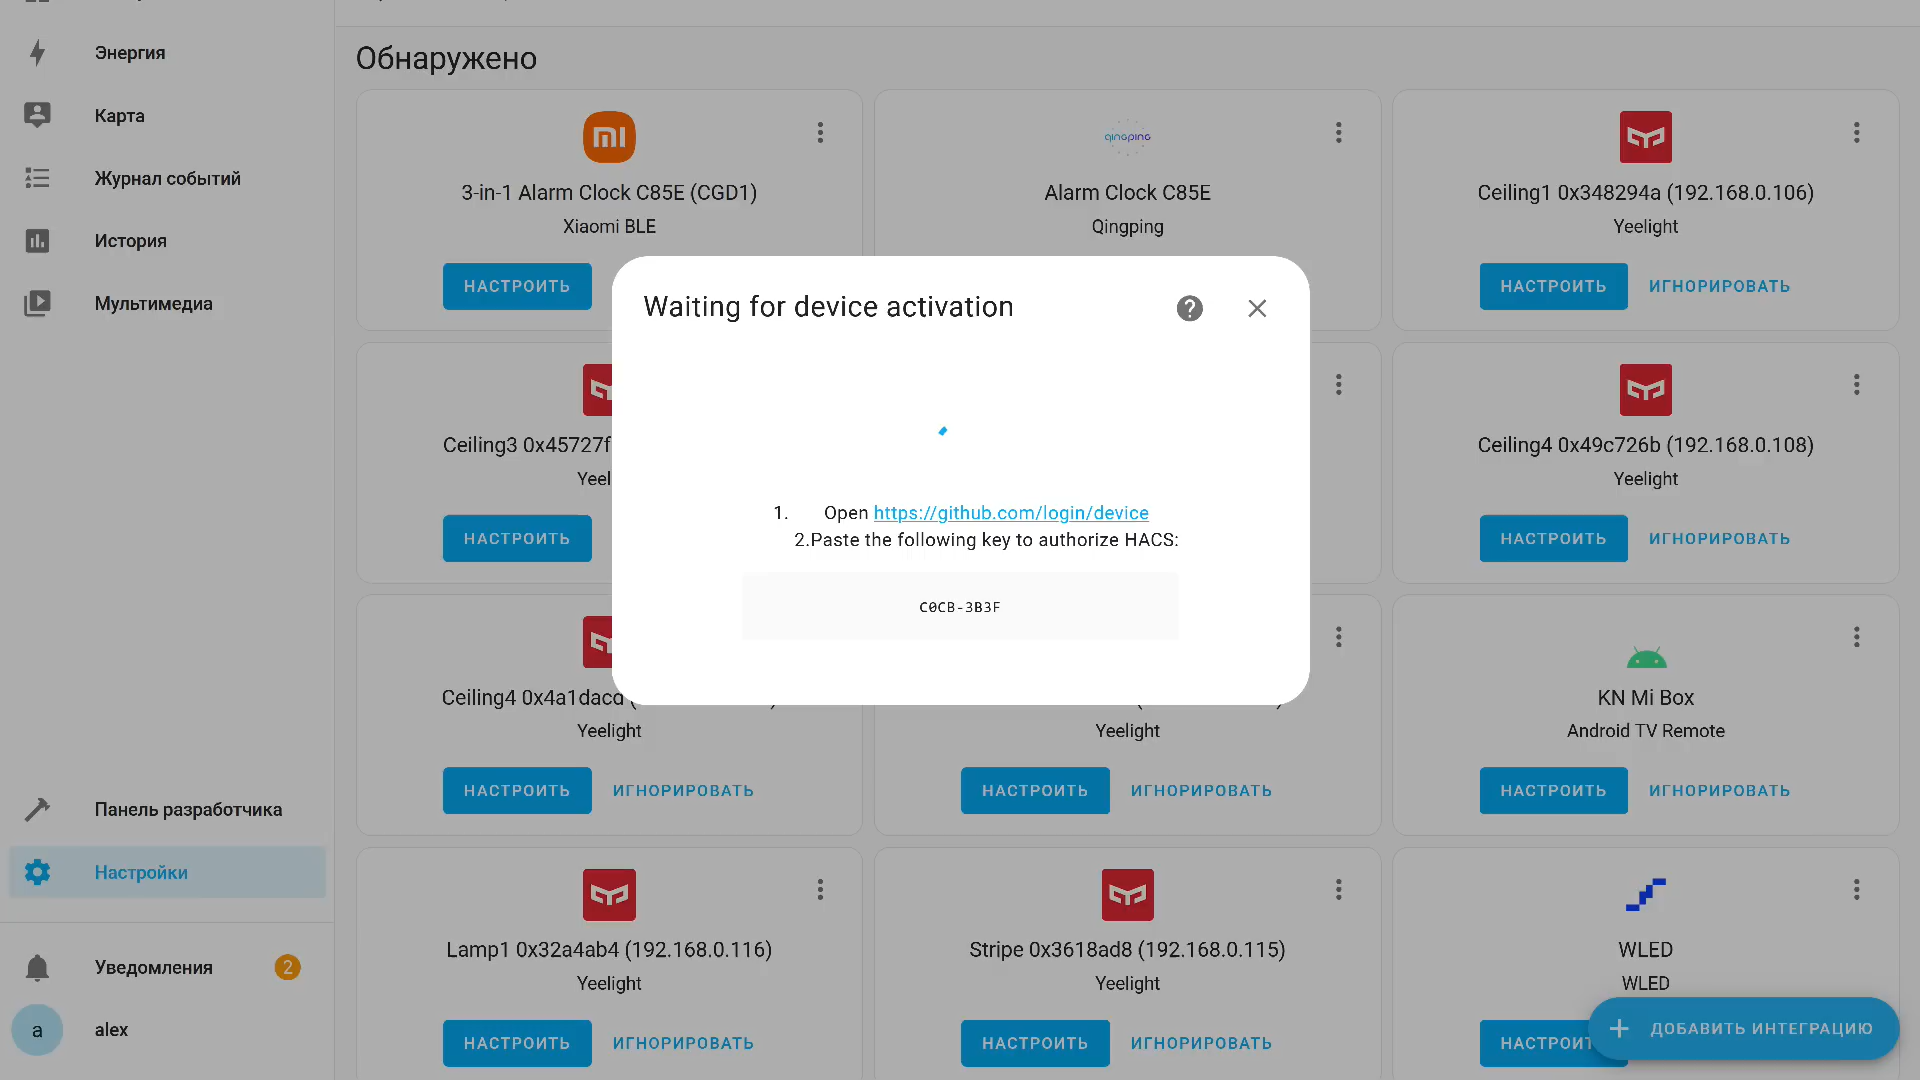 Энергия
Карта
Журнал событий
История
Мультимедиа
Панель разработчика
Настройки
Уведомления 2
a alex
Обнаружено
mi
3-in-1 Alarm Clock C85E (CGD1)
Xiaomi BLE
НАСТРОИТЬ
qingping
Alarm Clock C85E
Qingping
Ceiling1 0x348294a (192.168.0.106)
Yeelight
НАСТРОИТЬ ИГНОРИРОВАТЬ
Waiting for device activation
1. Open https://github.com/login/device
2.Paste the following key to authorize HACS:
C0CB-3B3F
Ceiling3 0x45727f
Yeel
НАСТРОИТЬ
Ceiling4 0x49c726b (192.168.0.108)
Yeelight
НАСТРОИТЬ ИГНОРИРОВАТЬ
Ceiling4 0x4a1dacd (
Yeelight
НАСТРОИТЬ ИГНОРИРОВАТЬ
Yeelight
НАСТРОИТЬ ИГНОРИРОВАТЬ
KN Mi Box
Android TV Remote
НАСТРОИТЬ ИГНОРИРОВАТЬ
Lamp1 0x32a4ab4 (192.168.0.116)
Yeelight
НАСТРОИТЬ ИГНОРИРОВАТЬ
Stripe 0x3618ad8 (192.168.0.115)
Yeelight
НАСТРОИТЬ ИГНОРИРОВАТЬ
WLED
WLED
НАСТРОИТ
+ ДОБАВИТЬ ИНТЕГРАЦИЮ